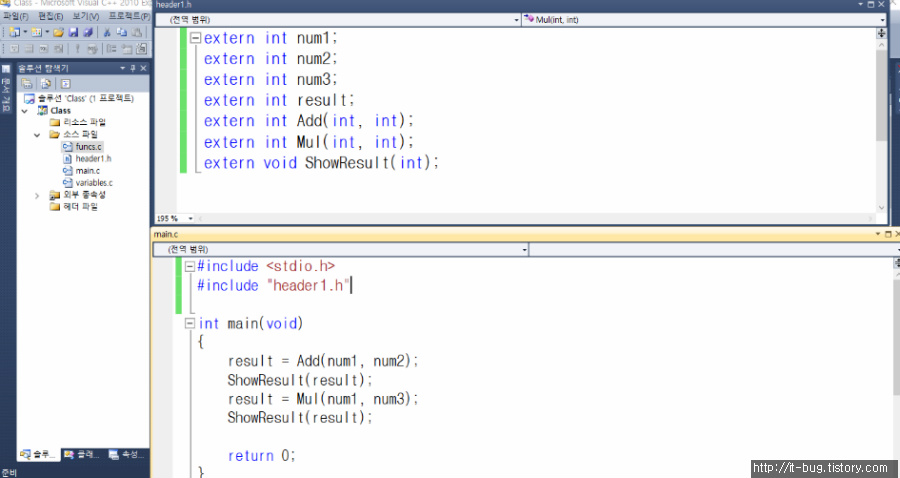 Class - Microsoft Visual C++ 2010 Ex
파일(F) 편집(E) 보기(V) 프로젝트(P)
솔루션 탐색기
솔루션 'Class' (1 프로젝트)
Class
리소스 파일
소스 파일
funcs.c
header1.h
main.c
variables.c
외부 종속성
헤더 파일
솔루... 클래... 속성...
준비
header1.h
(전역 범위)
Mul(int, int)
extern int num1;
extern int num2;
extern int num3;
extern int result;
extern int Add(int, int);
extern int Mul(int, int);
extern void ShowResult(int);
195 %
main.c
(전역 범위)
#include <stdio.h>
#include "header1.h"
int main(void)
{
result = Add(num1, num2);
ShowResult(result);
result = Mul(num1, num3);
ShowResult(result);
return 0;
}
http://it-bug.tistory.com